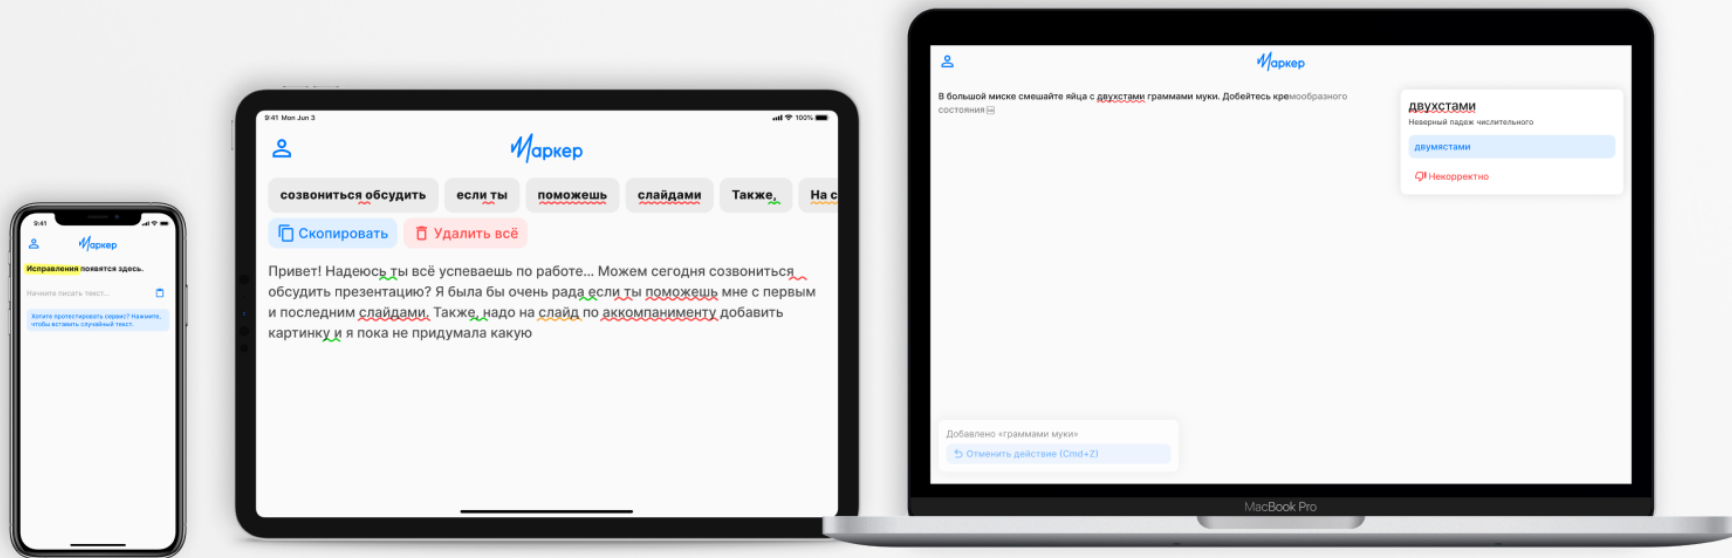 9:41
Маркер
Исправления появятся здесь.
Начните писать текст...
Хотите протестировать сервис? Нажмите,
чтобы вставить случайный текст.
9:41 Mon Jun 3
100%
Маркер
созвониться обсудить
если ты
поможешь
слайдами
Также,
На с
Скопировать
Удалить всё
Привет! Надеюсь ты всё успеваешь по работе... Можем сегодня созвониться
обсудить презентацию? Я была бы очень рада если ты поможешь мне с первым
и последним слайдами. Также, надо на слайд по аккомпанименту добавить
картинку и я пока не придумала какую
Маркер
В большой миске смешайте яйца с двухстами граммами муки. Добейтесь кремообразного
состояния
двухстами
Неверный падеж числительного
двумястами
Некорректно
Добавлено «граммами муки»
Отменить действие (Cmd+Z)
MacBook Pro